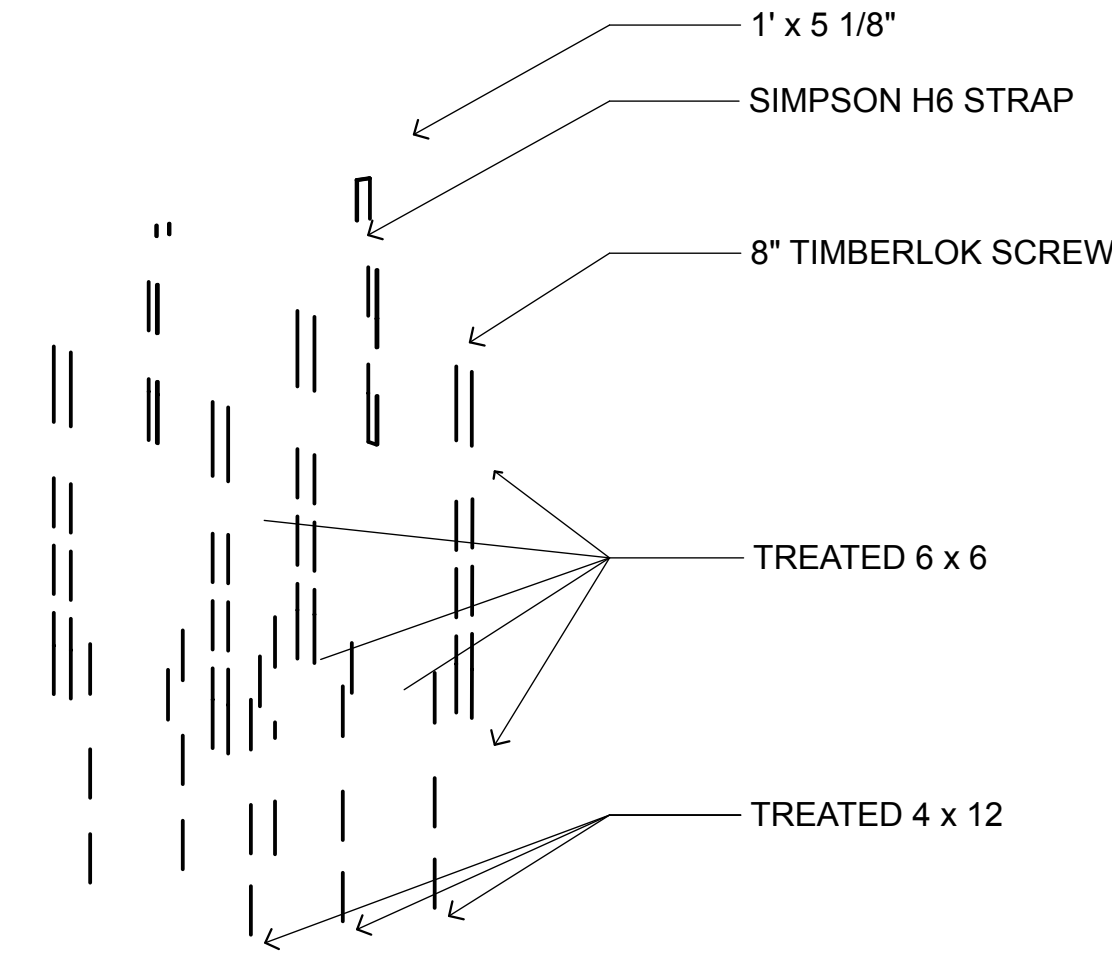 1' x 5 1/8"
SIMPSON H6 STRAP
8" TIMBERLOK SCREW
TREATED 6 x 6
TREATED 4 x 12